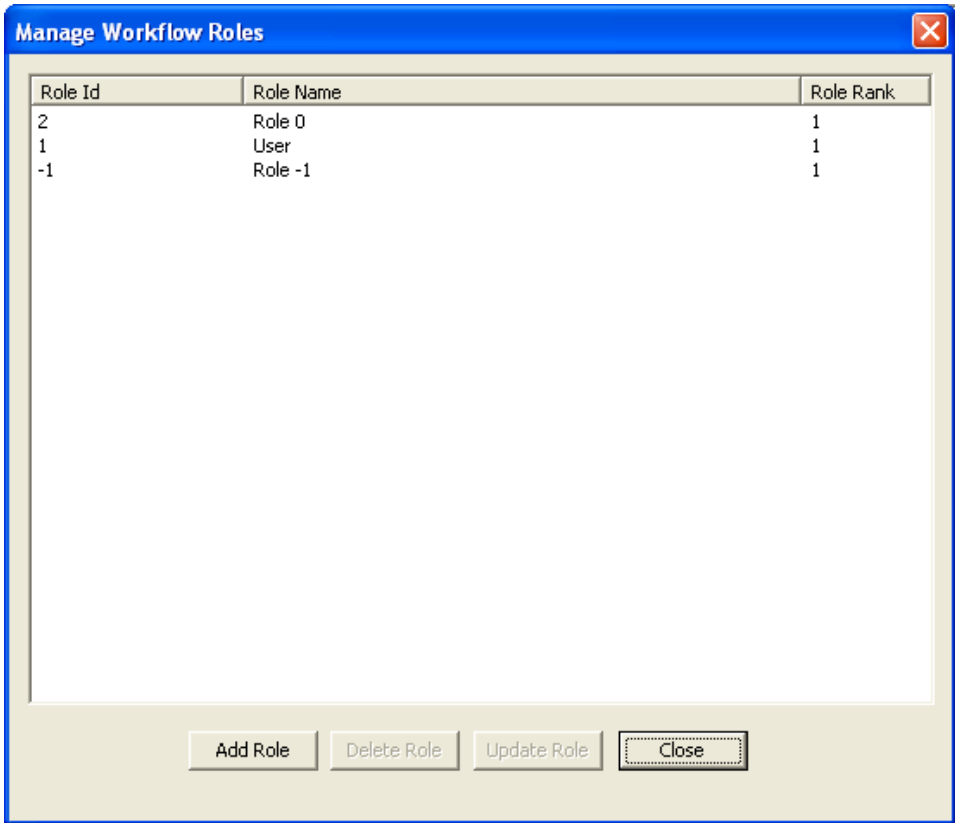 Manage Workflow Roles
Role Id Role Name Role Rank
2 Role 0 1
1 User 1
-1 Role -1 1
Add Role Delete Role Update Role Close